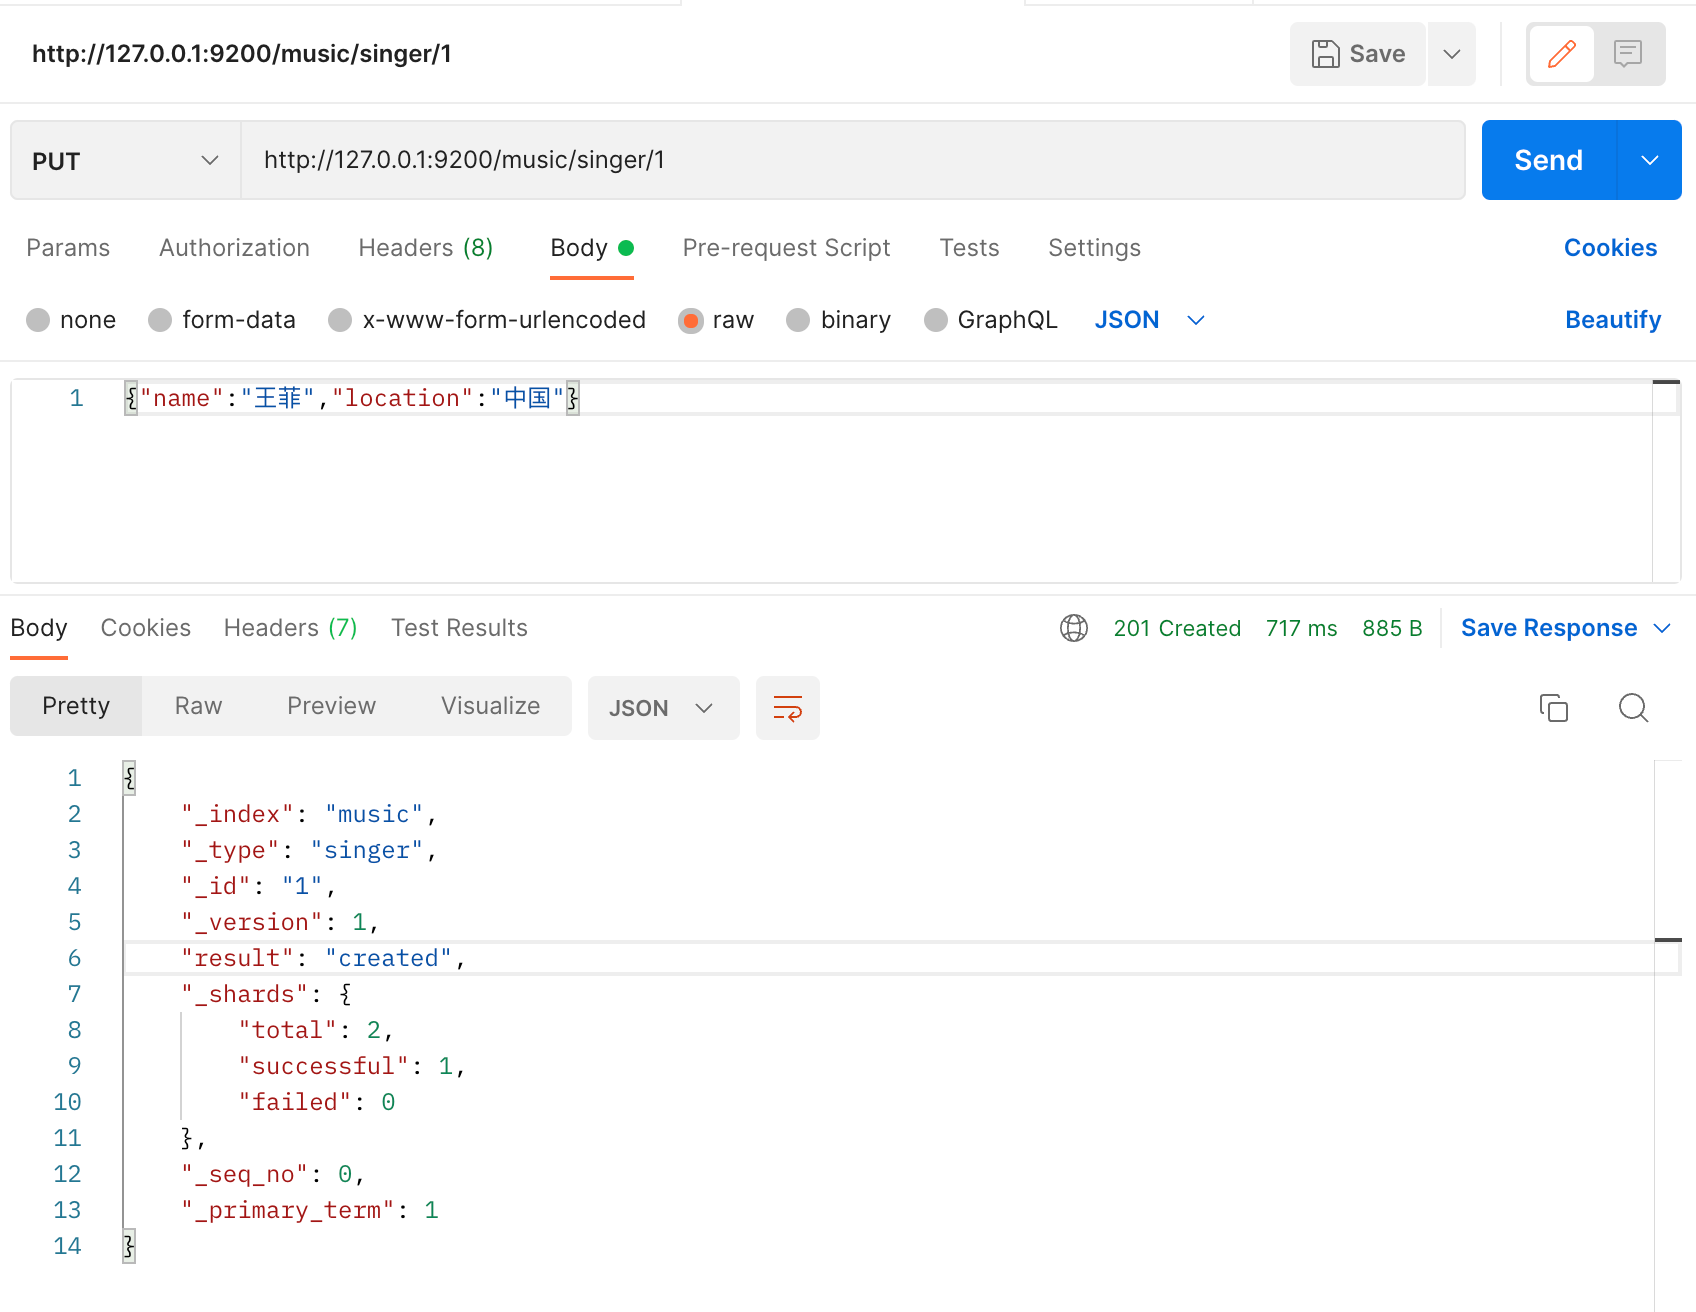 http://127.0.0.1:9200/music/singer/1
Save
PUT
http://127.0.0.1:9200/music/singer/1
Send
Params Authorization Headers (8) Body Pre-request Script Tests Settings Cookies
none form-data x-www-form-urlencoded raw binary GraphQL JSON Beautify
1 {"name":"王菲","location":"中国"}
Body Cookies Headers (7) Test Results 201 Created 717 ms 885 B Save Response
Pretty Raw Preview Visualize JSON
1 {
2 "_index": "music",
3 "_type": "singer",
4 "_id": "1",
5 "_version": 1,
6 "result": "created",
7 "_shards": {
8 "total": 2,
9 "successful": 1,
10 "failed": 0
11 },
12 "_seq_no": 0,
13 "_primary_term": 1
14 }